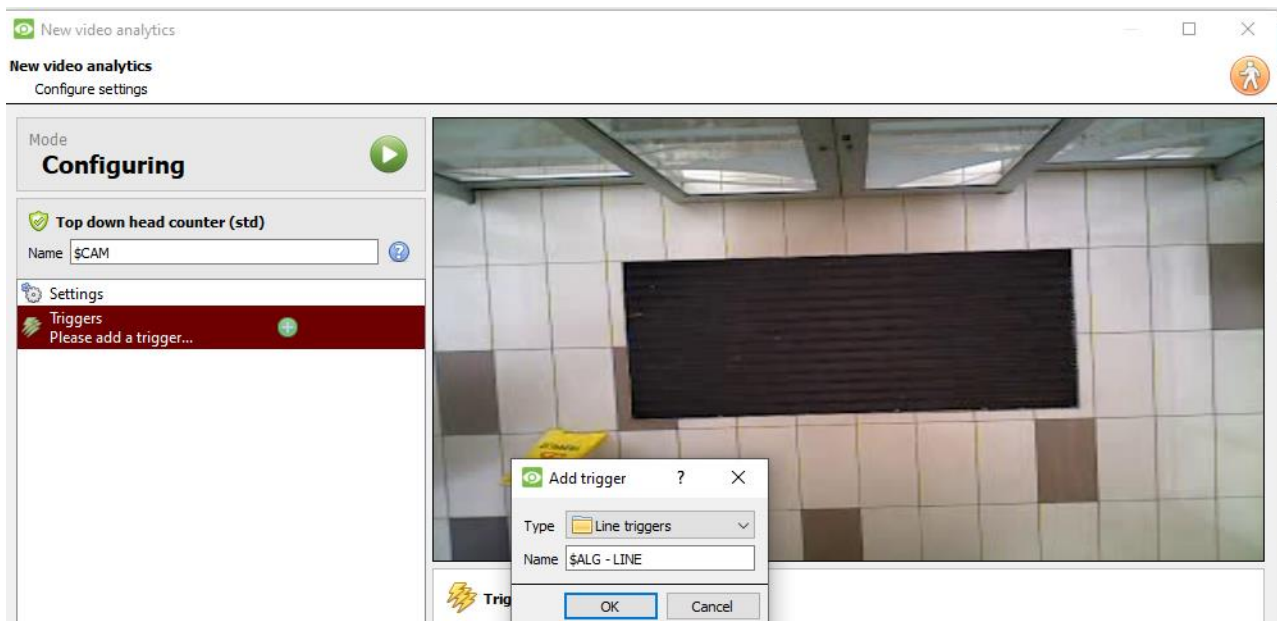 New video analytics
New video analytics
Configure settings
Mode
Configuring
Top down head counter (std)
Name $CAM
Settings
Triggers
Please add a trigger...
Add trigger ?
Type Line triggers
Name $ALG - LINE
Trig
OK Cancel